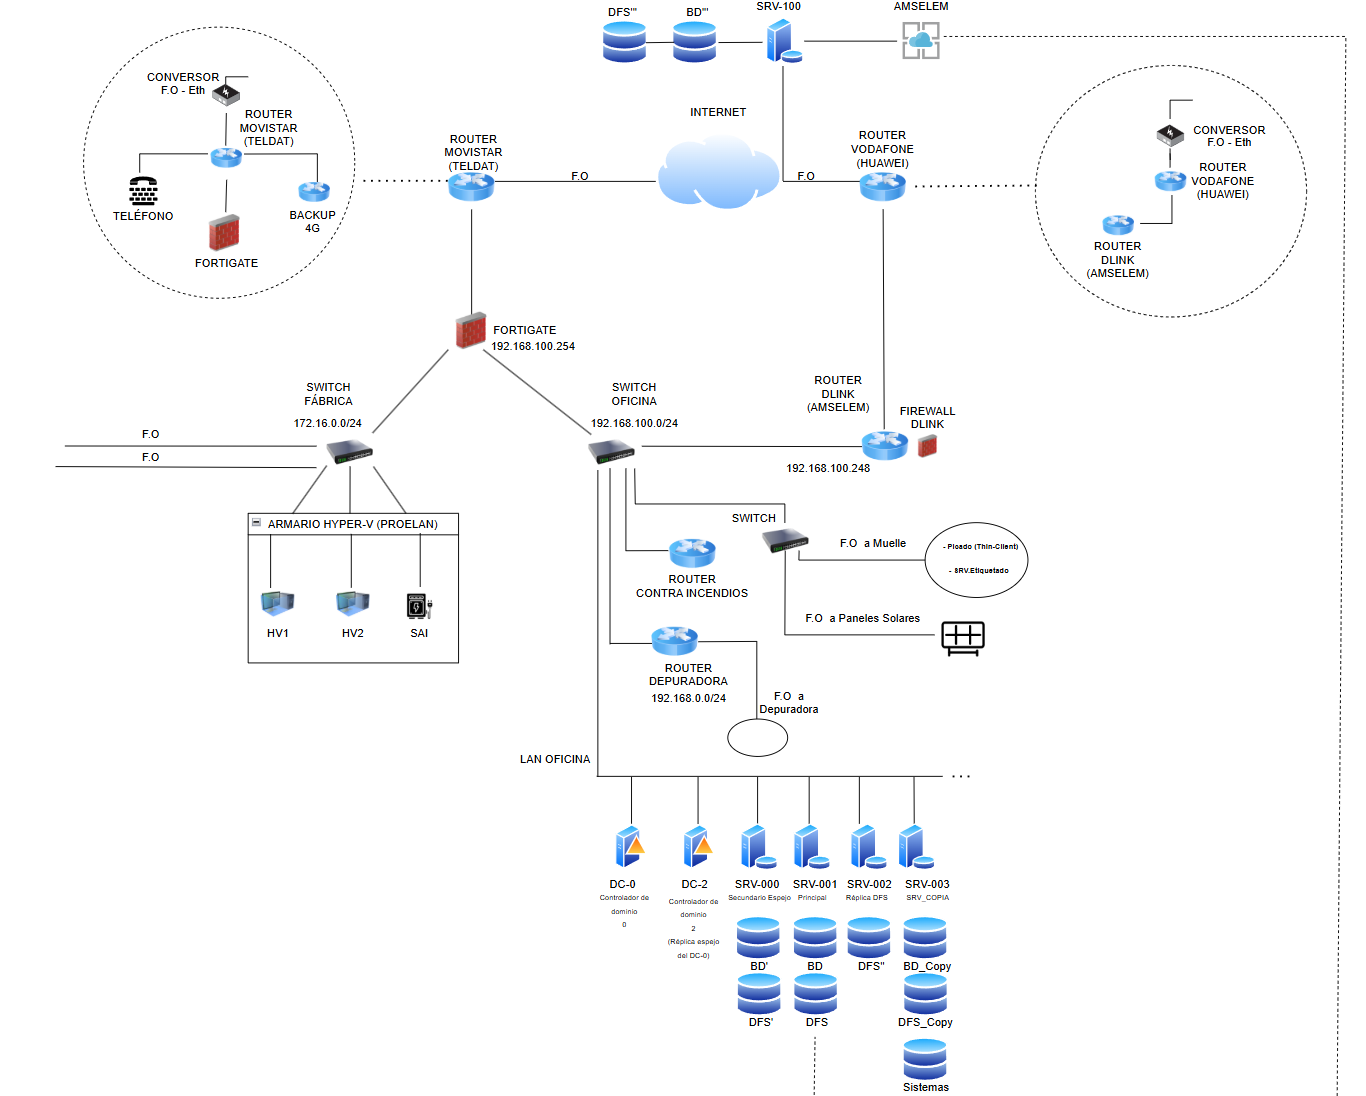 DFS'''
BD'''
SRV-100
AMSELEM
CONVERSOR
F.O - Eth
ROUTER
MOVISTAR
(TELDAT)
TELÉFONO
BACKUP
4G
FORTIGATE
ROUTER
MOVISTAR
(TELDAT)
F.O
INTERNET
F.O
ROUTER
VODAFONE
(HUAWEI)
CONVERSOR
F.O - Eth
ROUTER
VODAFONE
(HUAWEI)
ROUTER
DLINK
(AMSELEM)
FORTIGATE
192.168.100.254
SWITCH
FÁBRICA
172.16.0.0/24
F.O
F.O
SWITCH
OFICINA
192.168.100.0/24
ROUTER
DLINK
(AMSELEM)
FIREWALL
DLINK
192.168.100.248
ARMARIO HYPER-V (PROELAN)
HV1
HV2
SAI
SWITCH
F.O a Muelle
- Picado (Thin-Client)
- SRV.Etiquetado
ROUTER
CONTRA INCENDIOS
F.O a Paneles Solares
ROUTER
DEPURADORA
192.168.0.0/24
F.O a
Depuradora
LAN OFICINA
DC-0
Controlador de
dominio
0
DC-2
Controlador de
dominio
2
(Réplica espejo
del DC-0)
SRV-000
Secundario Espejo
SRV-001
Principal
SRV-002
Réplica DFS
SRV-003
SRV_COPIA
BD'
BD
DFS''
BD_Copy
DFS'
DFS
DFS_Copy
Sistemas